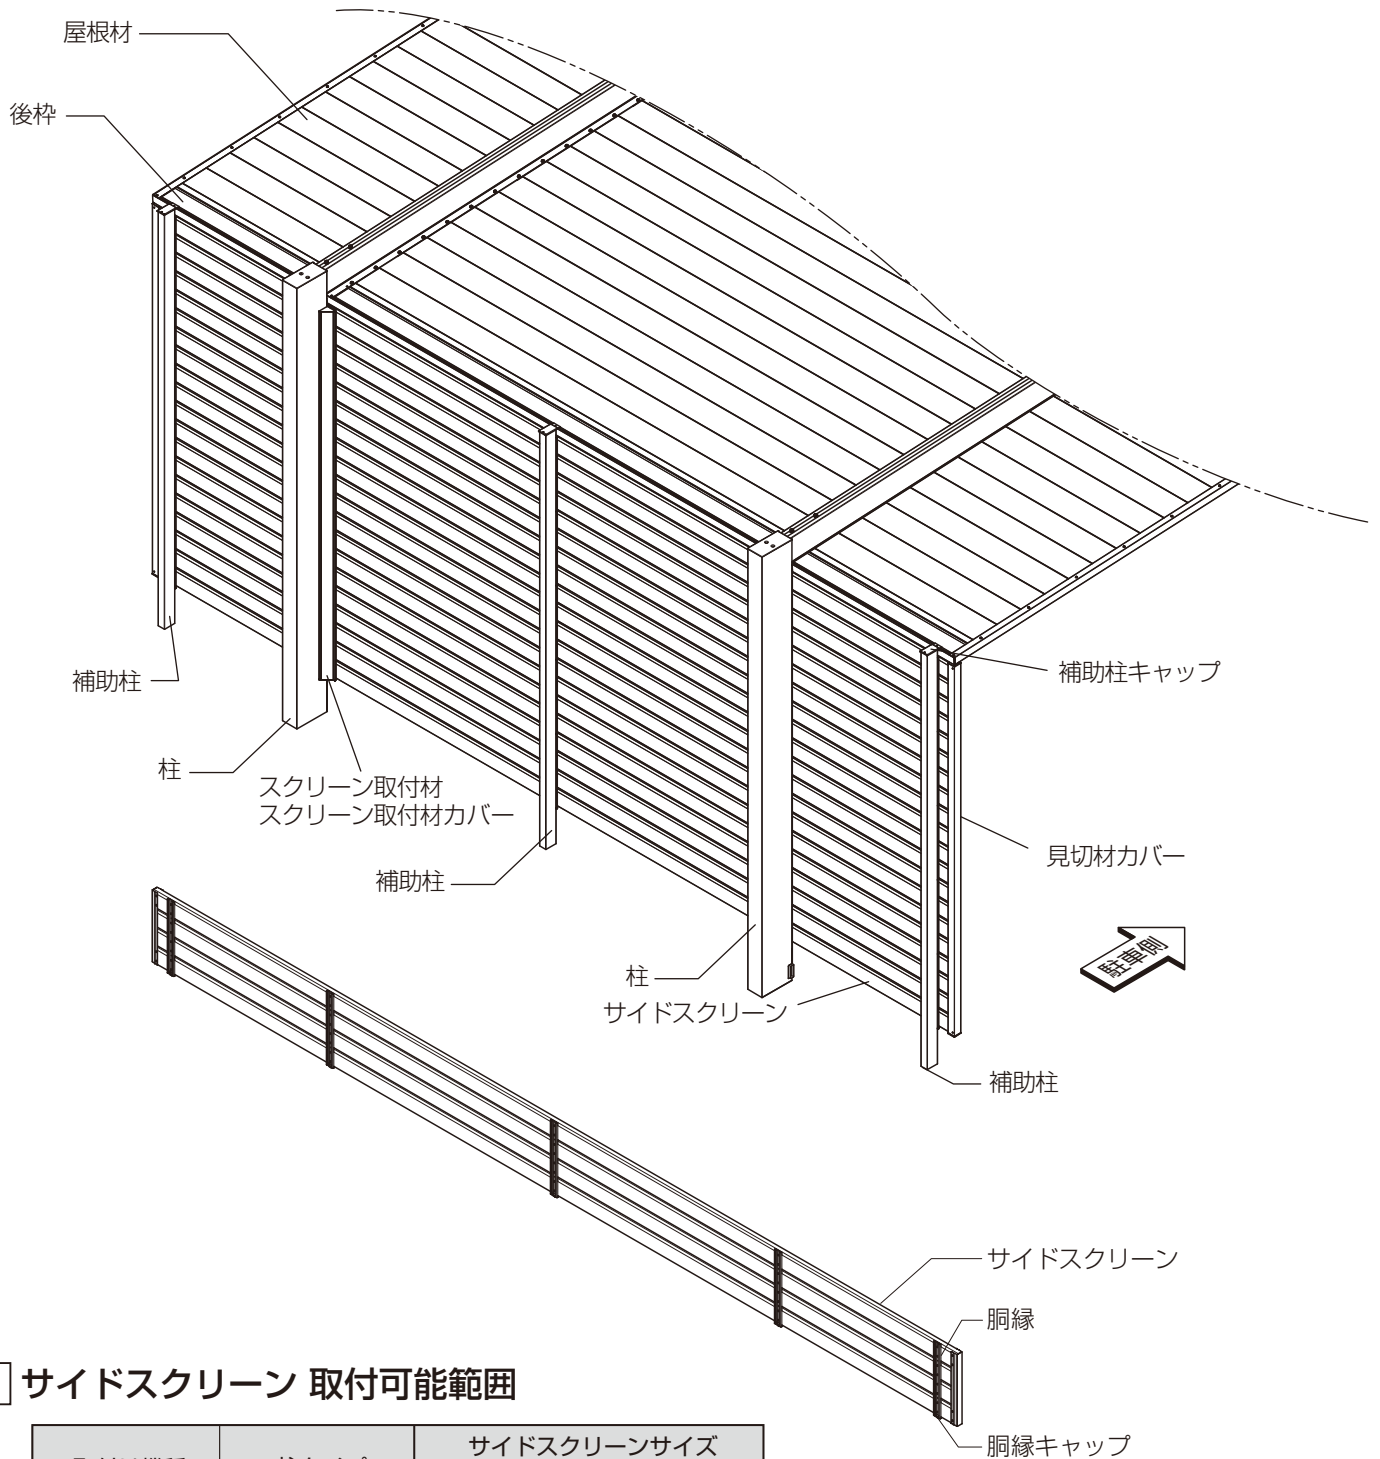 屋根材
後枠
補助柱
柱
スクリーン取付材
スクリーン取付材カバー
補助柱
補助柱キャップ
見切材カバー
駐車側
柱
サイドスクリーン
補助柱
サイドスクリーン
胴縁
胴縁キャップ
サイドスクリーン 取付可能範囲
サイドスクリーンサイズ